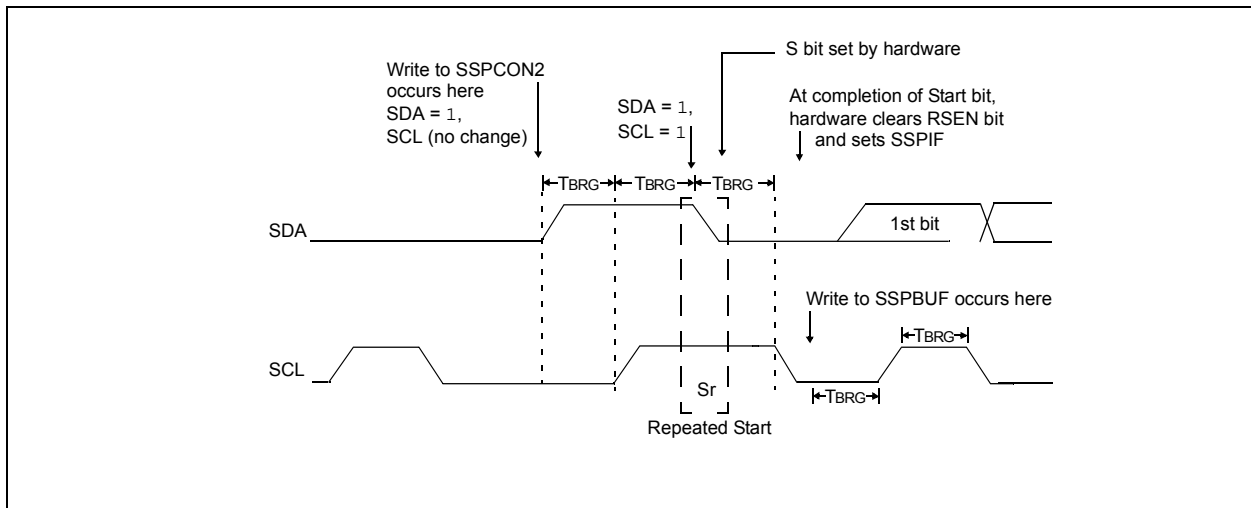 S bit set by hardware
Write to SSPCON2
occurs here
SDA = 1,
SCL (no change)
SDA = 1,
SCL = 1
At completion of Start bit,
hardware clears RSEN bit
and sets SSPIF
TBRG TBRG TBRG
SDA
1st bit
Write to SSPBUF occurs here
TBRG
SCL
Sr
TBRG
Repeated Start